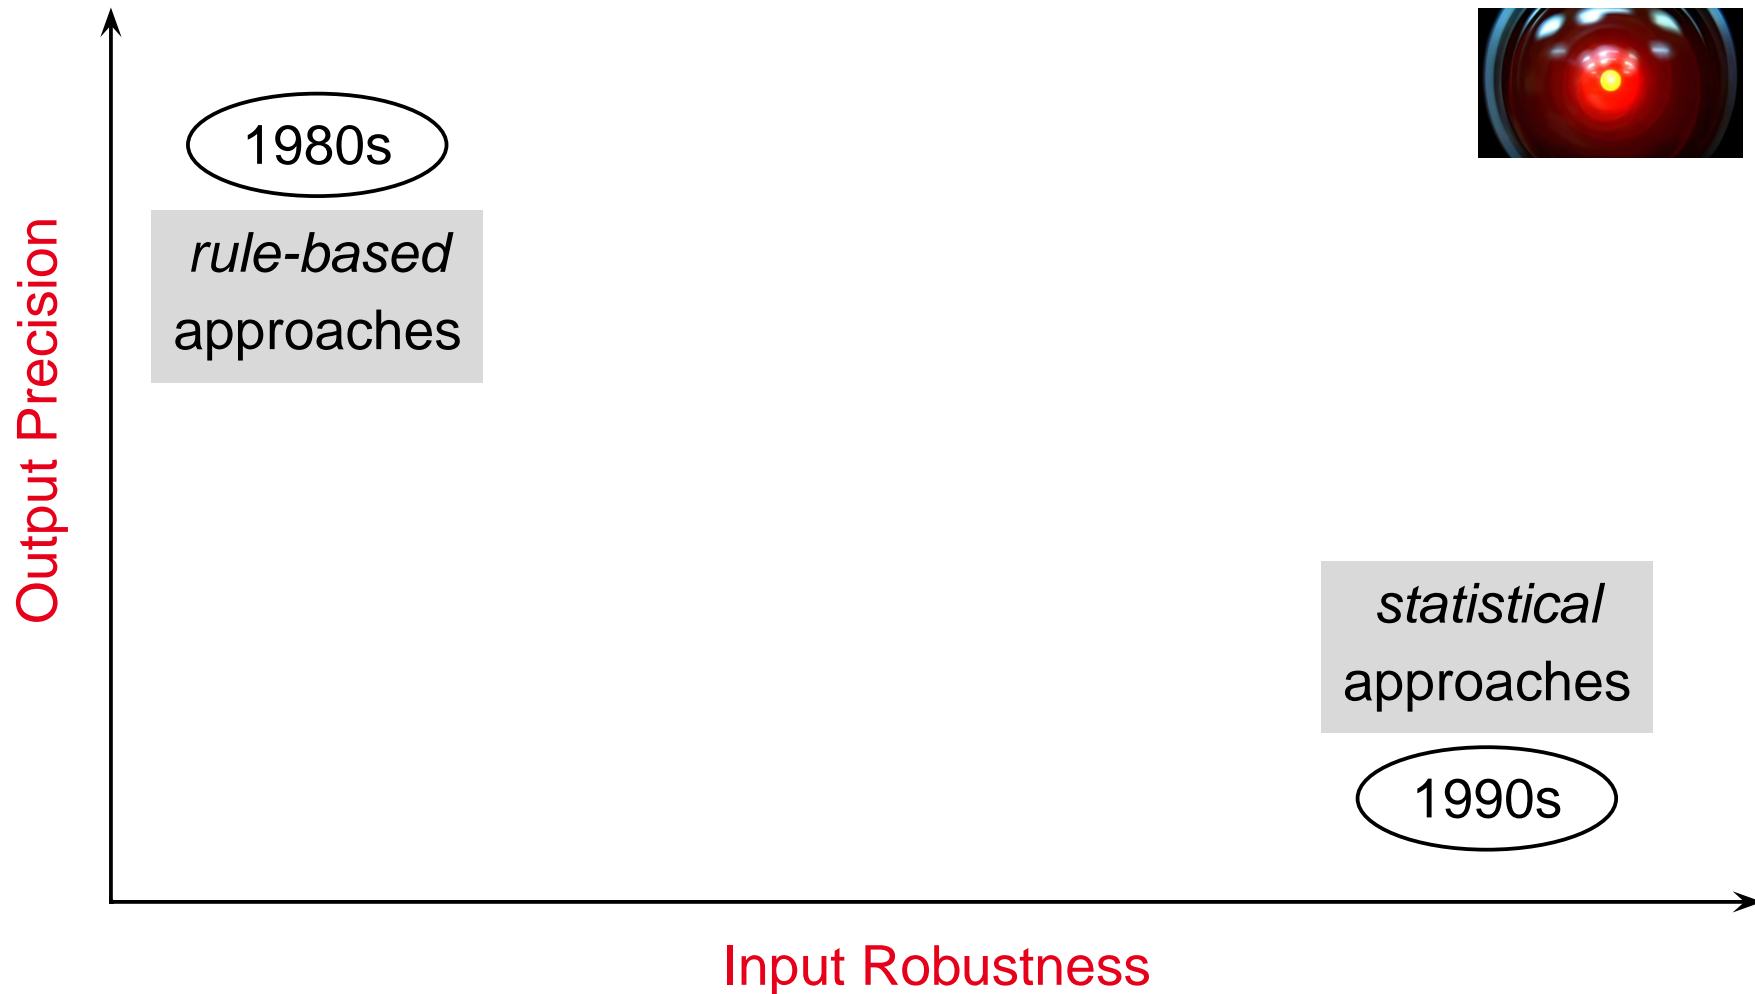 1980s
rule-based
approaches
Output Precision
statistical
approaches
1990s
Input Robustness